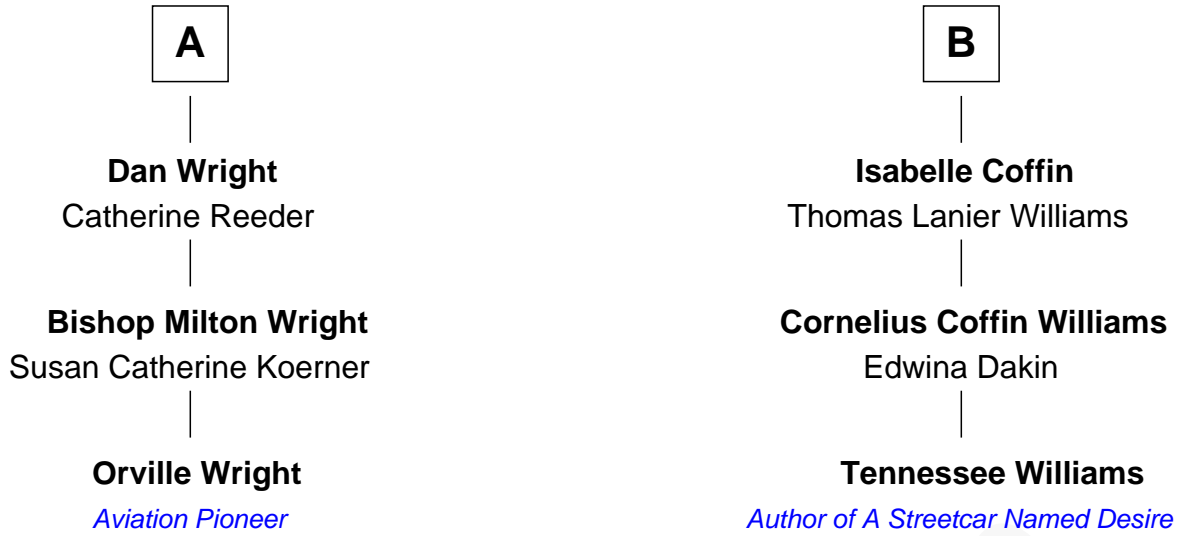 A
B
Dan Wright
Isabelle Coffin
Catherine Reeder
Thomas Lanier Williams
Bishop Milton Wright
Cornelius Coffin Williams
Susan Catherine Koerner
Edwina Dakin
Orville Wright
Tennessee Williams
Aviation Pioneer
Author of A Streetcar Named Desire